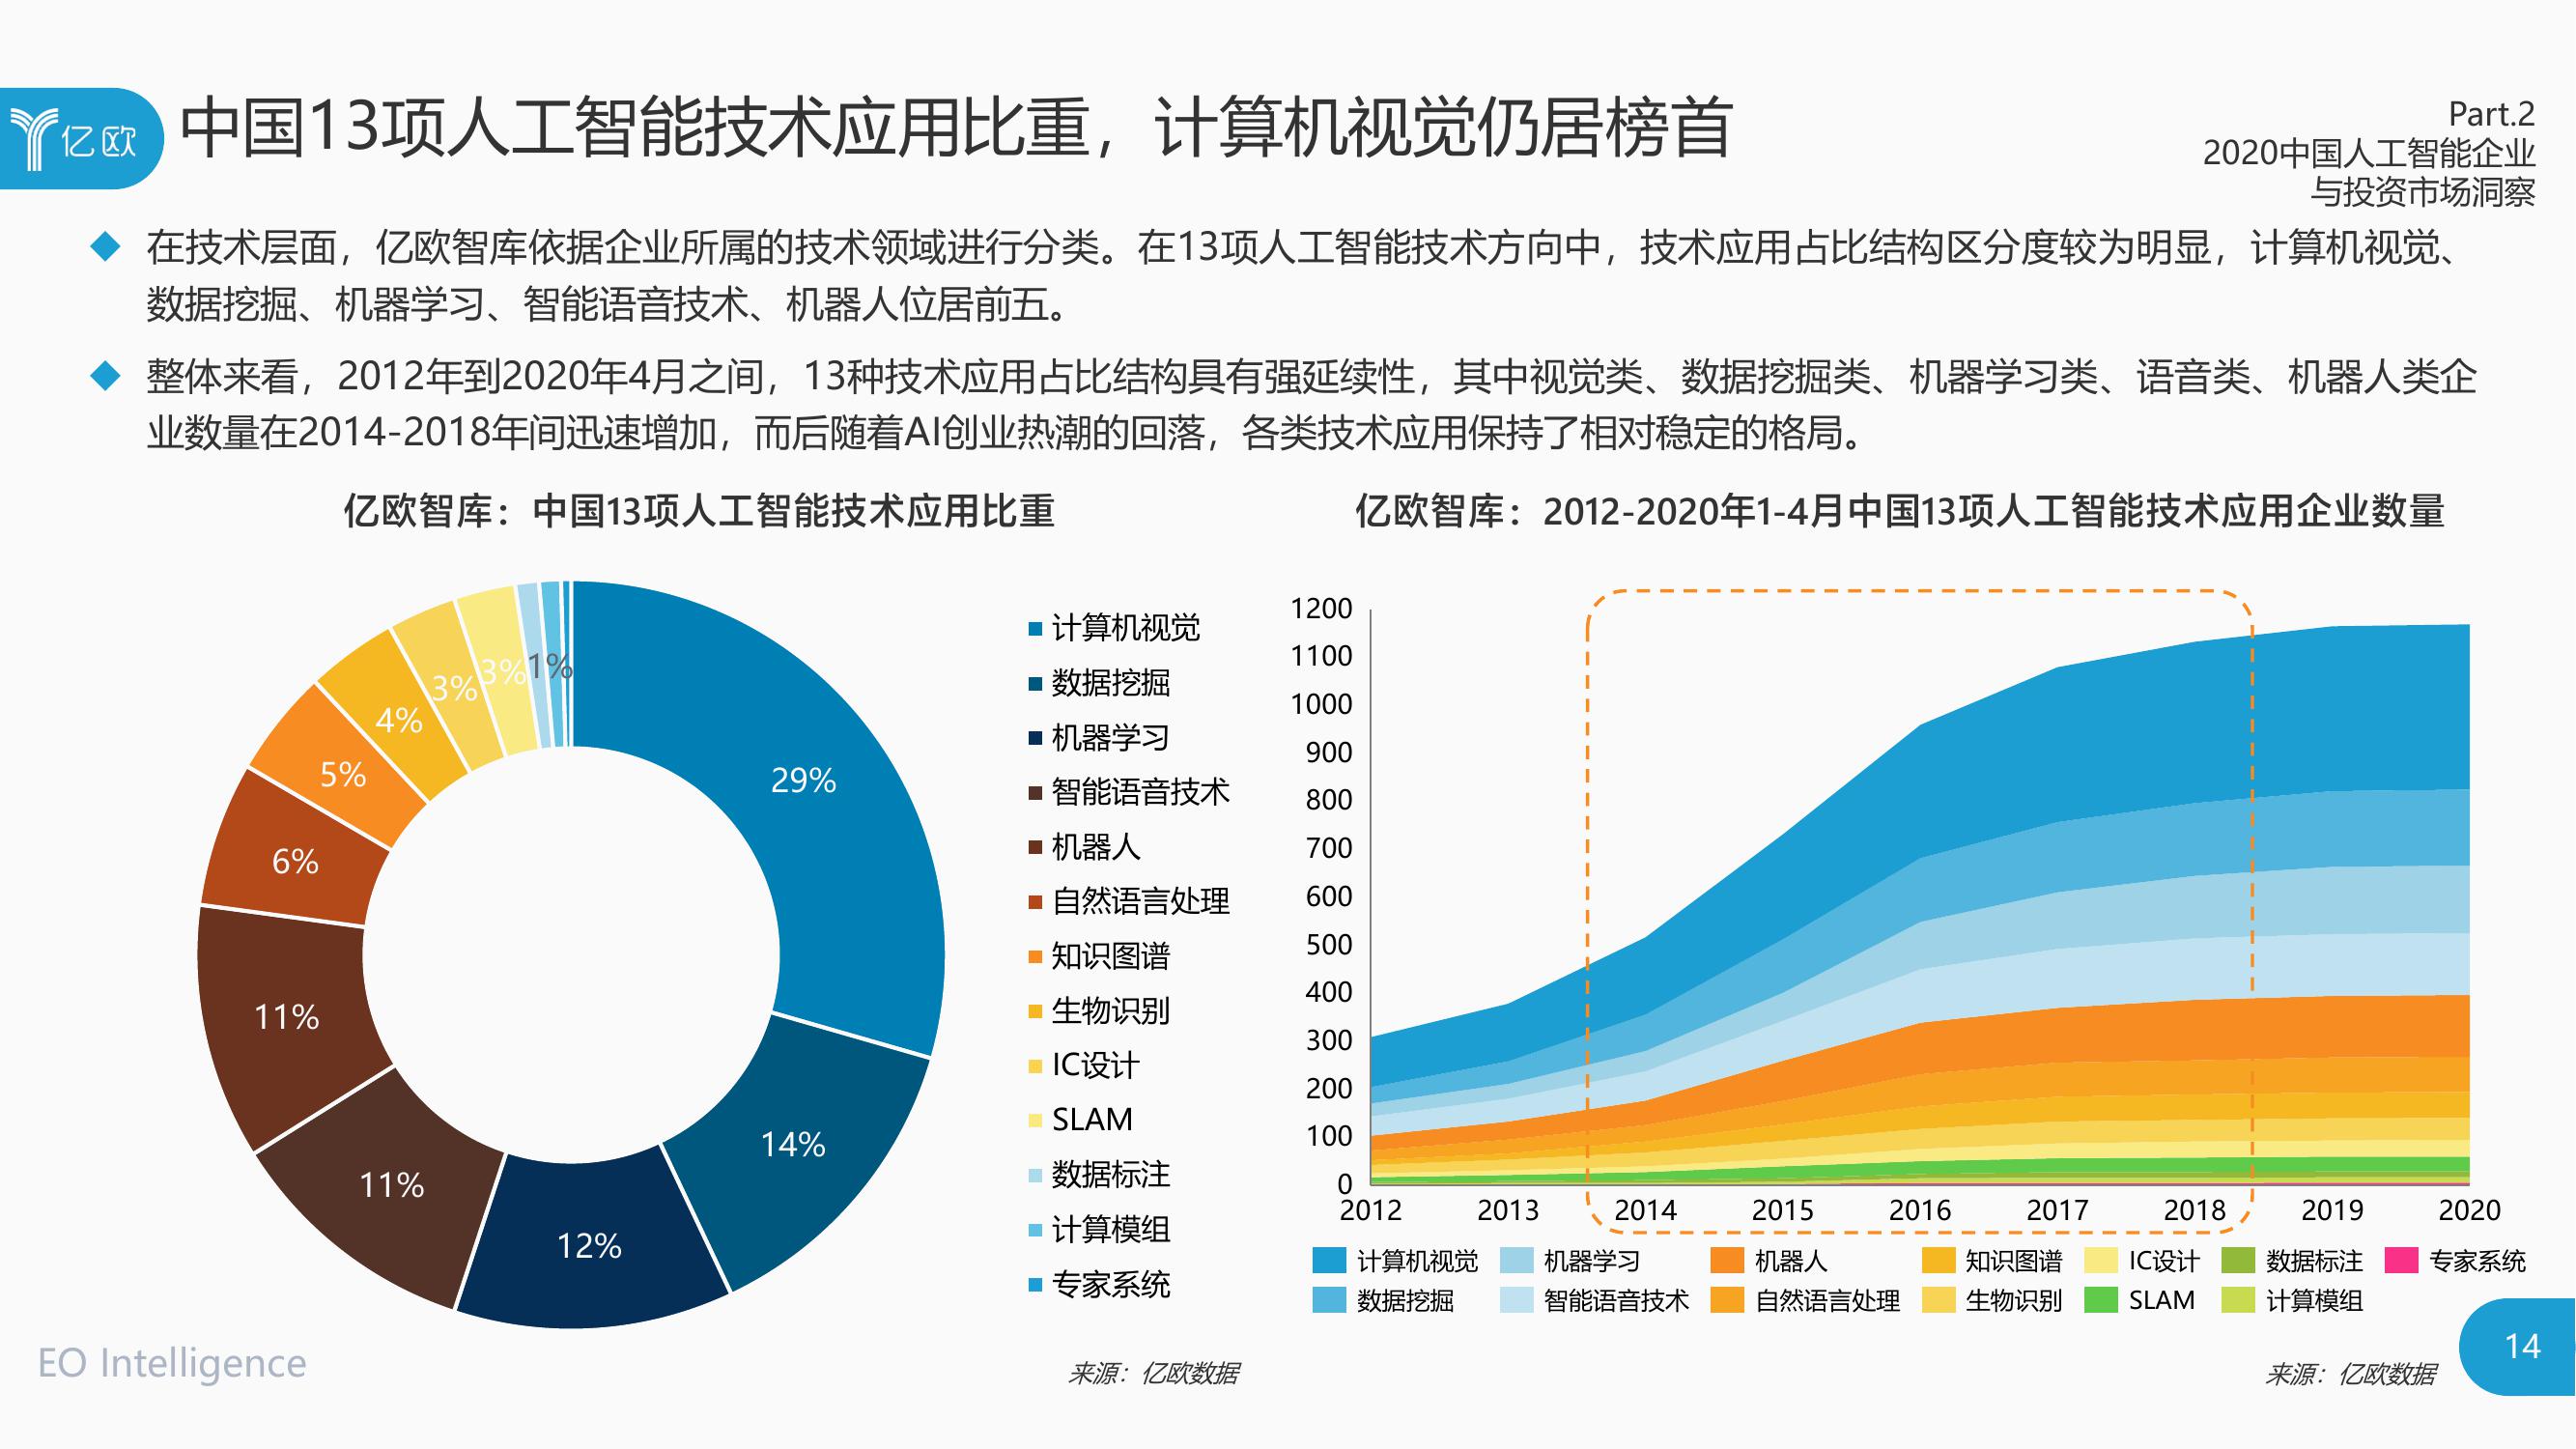 亿欧
中国13项人工智能技术应用比重，计算机视觉仍居榜首
Part.2
2020中国人工智能企业
与投资市场洞察
在技术层面，亿欧智库依据企业所属的技术领域进行分类。在13项人工智能技术方向中，技术应用占比结构区分度较为明显，计算机视觉、
数据挖掘、机器学习、智能语音技术、机器人位居前五。
整体来看，2012年到2020年4月之间，13种技术应用占比结构具有强延续性，其中视觉类、数据挖掘类、机器学习类、语音类、机器人类企
业数量在2014-2018年间迅速增加，而后随着AI创业热潮的回落，各类技术应用保持了相对稳定的格局。
亿欧智库：中国13项人工智能技术应用比重
29%
14%
12%
11%
11%
6%
5%
4%
3%
3%
1%
计算机视觉
数据挖掘
机器学习
智能语音技术
机器人
自然语言处理
知识图谱
生物识别
IC设计
SLAM
数据标注
计算模组
专家系统
来源：亿欧数据
亿欧智库：2012-2020年1-4月中国13项人工智能技术应用企业数量
1200
1100
1000
900
800
700
600
500
400
300
200
100
0
2012 2013 2014 2015 2016 2017 2018 2019 2020
计算机视觉 机器学习 机器人 知识图谱 IC设计 数据标注 专家系统
数据挖掘 智能语音技术 自然语言处理 生物识别 SLAM 计算模组
来源：亿欧数据
EO Intelligence
14